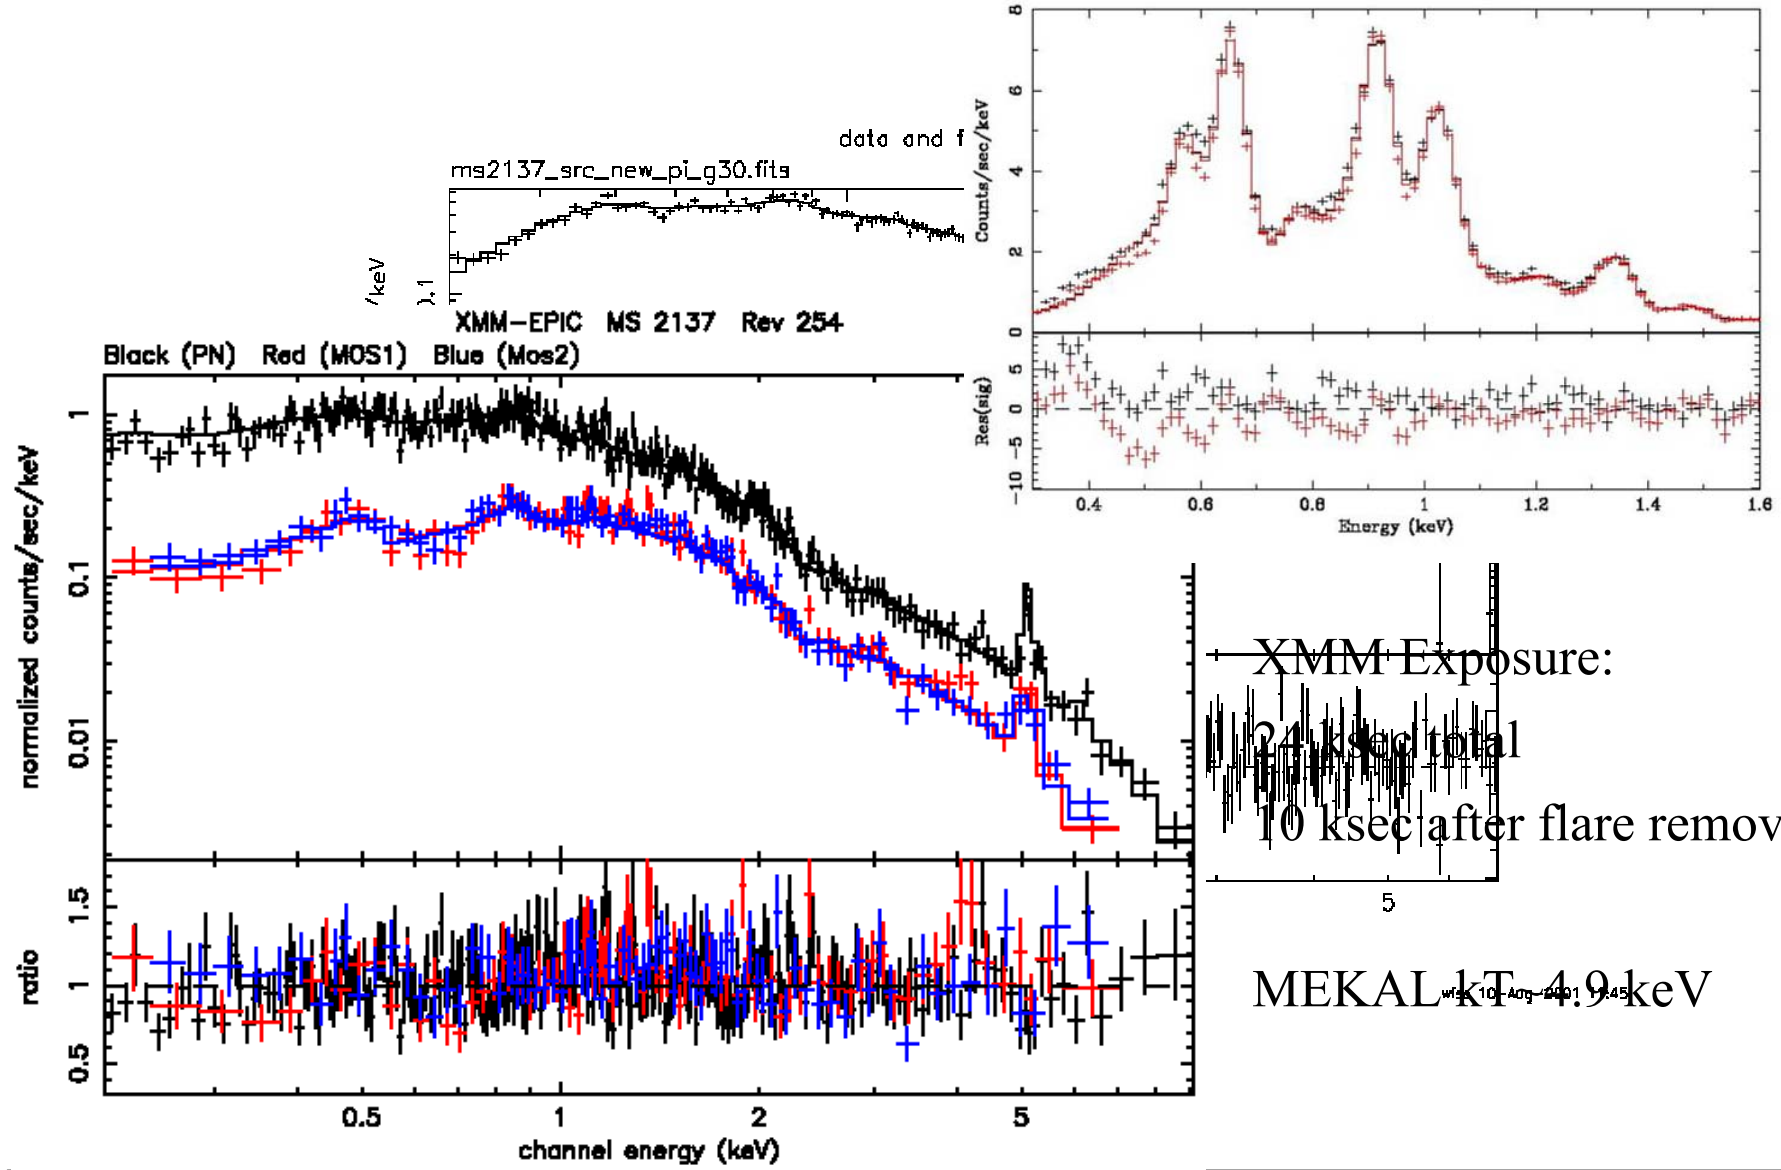 8
6
4
2
0
Counts/sec/keV
data and f
ms2137_src_new_pi_g30.fits
/keV
XMM-EPIC MS 2137 Rev 254
Black (PN) Red (MOS1) Blue (Mos2)
5
0
-5
-10
Res(sig)
0.4 0.6 0.8 1 1.2 1.4 1.6
Energy (keV)
1
0.1
0.01
normalized counts/sec/keV
1.5
1
0.5
ratio
0.5 1 2 5
channel energy (keV)
XMM Exposure:
24 ksec total
10 ksec after flare remov
5
MEKAL kT~4.9 keV